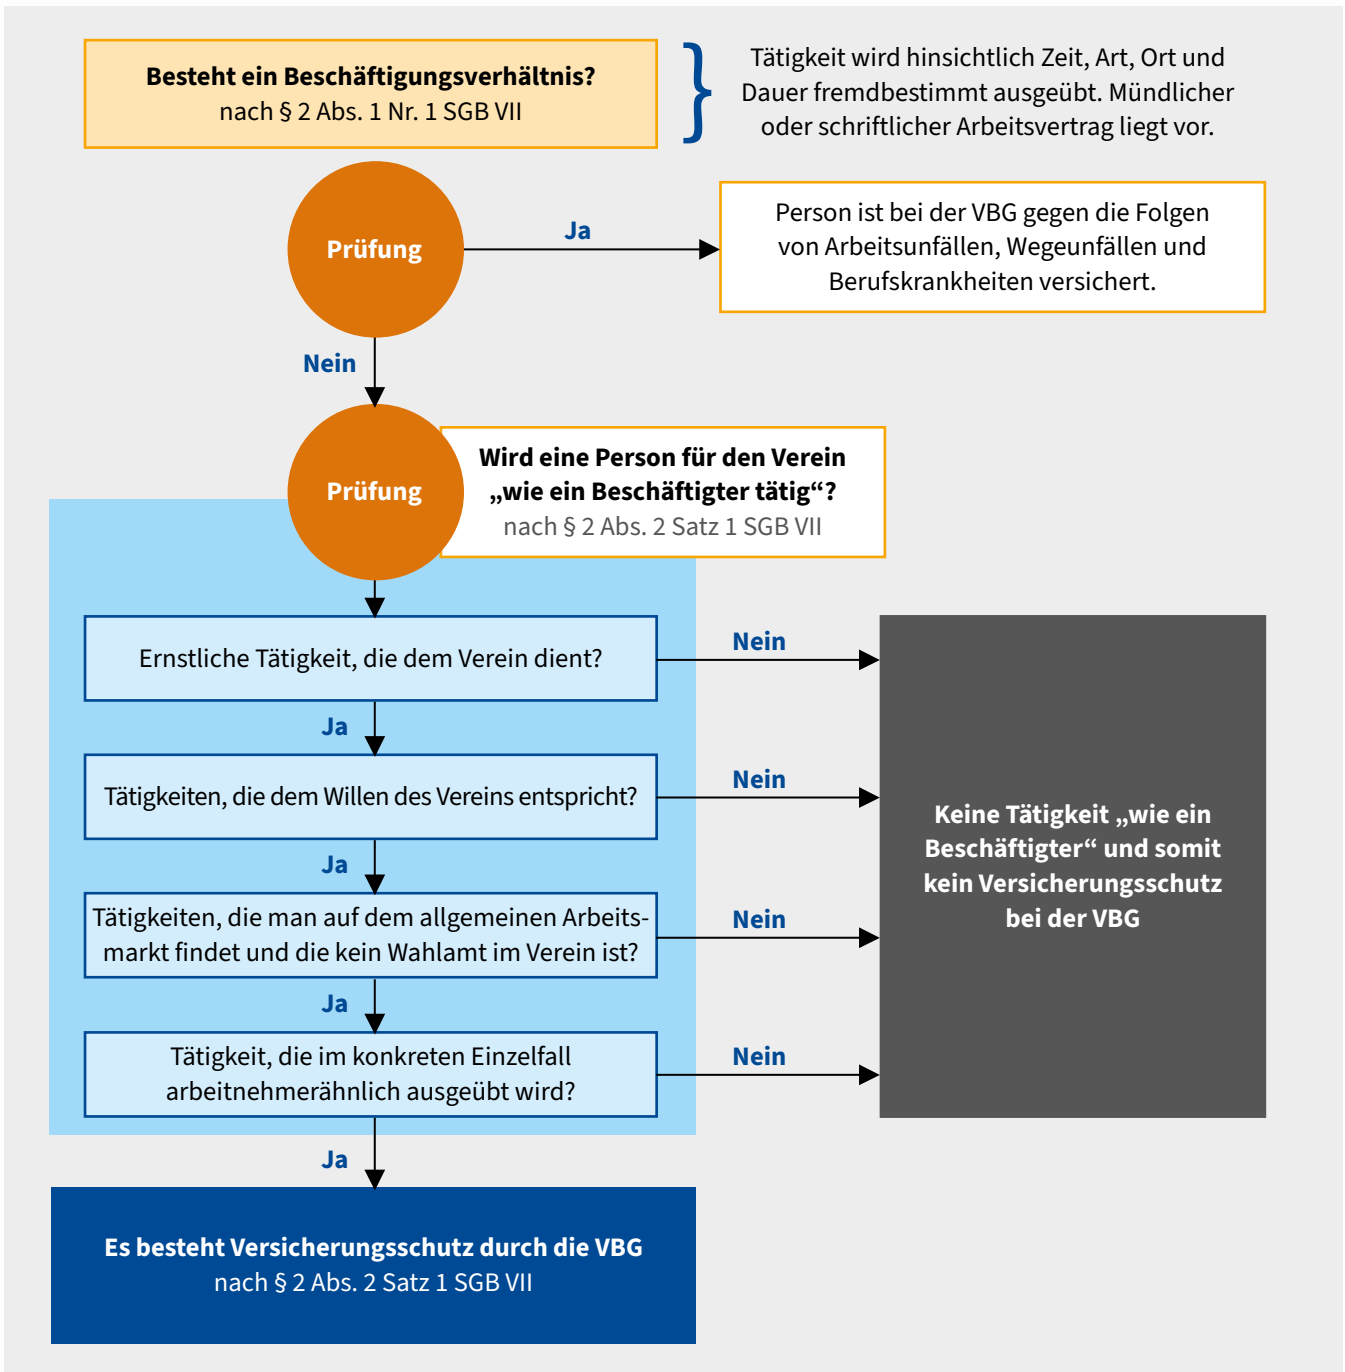 Besteht ein Beschäftigungsverhältnis?
nach § 2 Abs. 1 Nr. 1 SGB VII
Tätigkeit wird hinsichtlich Zeit, Art, Ort und
Dauer fremdbestimmt ausgeübt. Mündlicher
oder schriftlicher Arbeitsvertrag liegt vor.
Prüfung
Ja
Person ist bei der VBG gegen die Folgen
von Arbeitsunfällen, Wegeunfällen und
Berufskrankheiten versichert.
Nein
Prüfung
Wird eine Person für den Verein
„wie ein Beschäftigter tätig“?
nach § 2 Abs. 2 Satz 1 SGB VII
Ernstliche Tätigkeit, die dem Verein dient?
Nein
Ja
Tätigkeiten, die dem Willen des Vereins entspricht?
Nein
Ja
Tätigkeiten, die man auf dem allgemeinen Arbeits-
markt findet und die kein Wahlamt im Verein ist?
Nein
Ja
Tätigkeit, die im konkreten Einzelfall
arbeitnehmerähnlich ausgeübt wird?
Nein
Keine Tätigkeit „wie ein
Beschäftigter“ und somit
kein Versicherungsschutz
bei der VBG
Ja
Es besteht Versicherungsschutz durch die VBG
nach § 2 Abs. 2 Satz 1 SGB VII